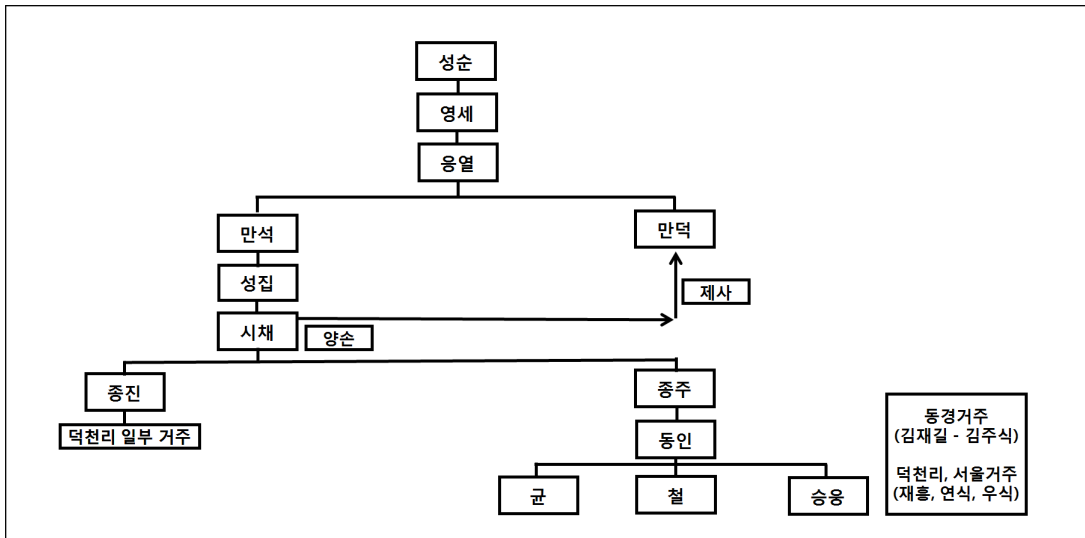 성순
영세
응열
만석
만덕
성집
제사
시채
양손
종진
종주
덕천리 일부 거주
동인
균
철
승웅
동경거주
(김재길 - 김주식)
덕천리, 서울거주
(재흥, 연식, 우식)